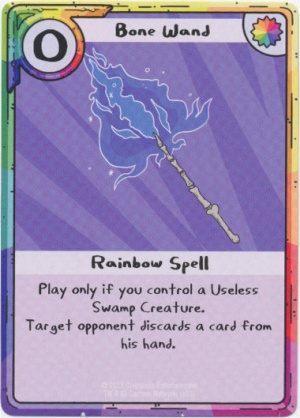 0
Bone Wand
Rainbow Spell
Play only if you control a Useless
Swamp Creature.
Target opponent discards a card from
his hand.